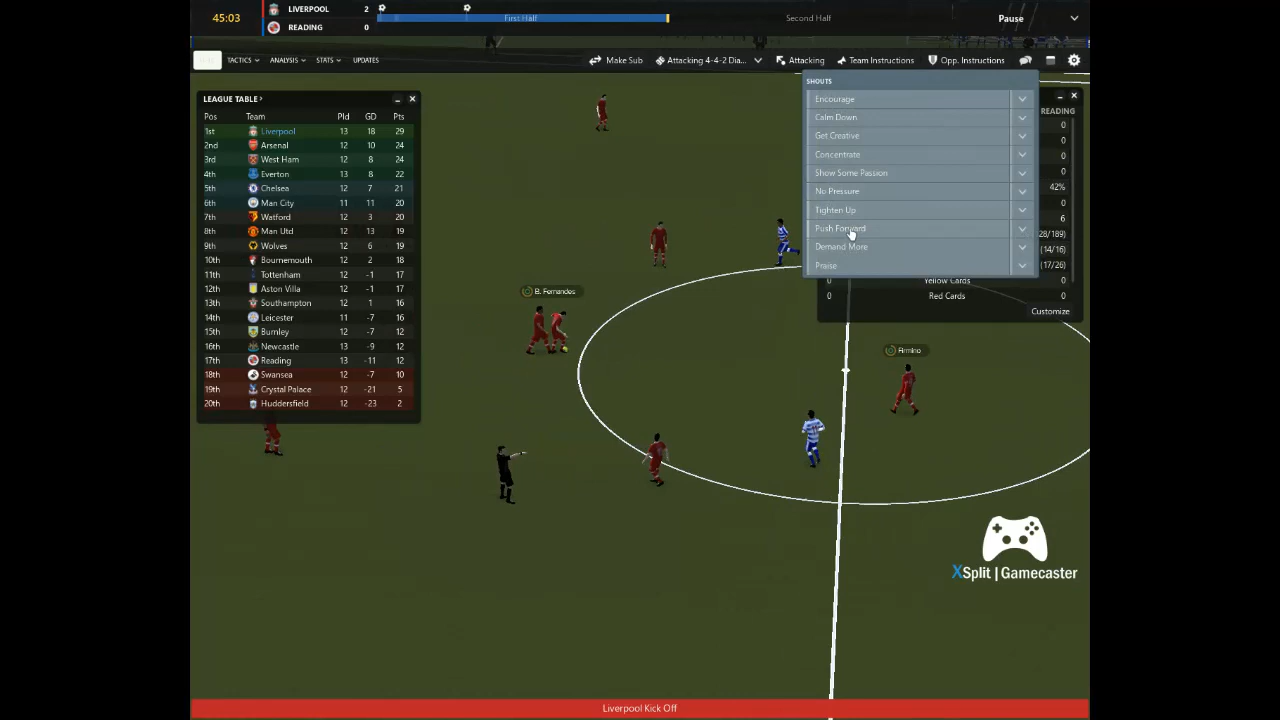 45:03
LIVERPOOL 2
READING 0
First Half
Second Half
Pause
TACTICS
ANALYSIS
STATS
UPDATES
Make Sub
Attacking 4-4-2 Dia...
Attacking
Team Instructions
Opp. Instructions
LEAGUE TABLE
Pos Team Pld GD Pts
1st Liverpool 13 18 29
2nd Arsenal 12 10 24
3rd West Ham 12 8 24
4th Everton 13 8 22
5th Chelsea 12 7 21
6th Man City 11 11 20
7th Watford 12 3 20
8th Man Utd 12 13 19
9th Wolves 12 6 19
10th Bournemouth 12 2 18
11th Tottenham 12 -1 17
12th Aston Villa 12 -1 17
13th Southampton 12 1 16
14th Leicester 11 -7 16
15th Burnley 12 -7 12
16th Newcastle 12 -9 12
17th Reading 13 -11 12
18th Swansea 12 -7 10
19th Crystal Palace 12 -21 5
20th Huddersfield 12 -23 2
SHOUTS
Encourage
Calm Down
Get Creative
Concentrate
Show Some Passion
No Pressure
Tighten Up
Push Forward
Demand More
Praise
READING
0
0
0
0
42%
0
6
28/189)
(14/16)
(17/26)
0 Yellow Cards 0
0 Red Cards 0
Customize
B. Fernandes
Firmino
XSplit | Gamecaster
Liverpool Kick Off